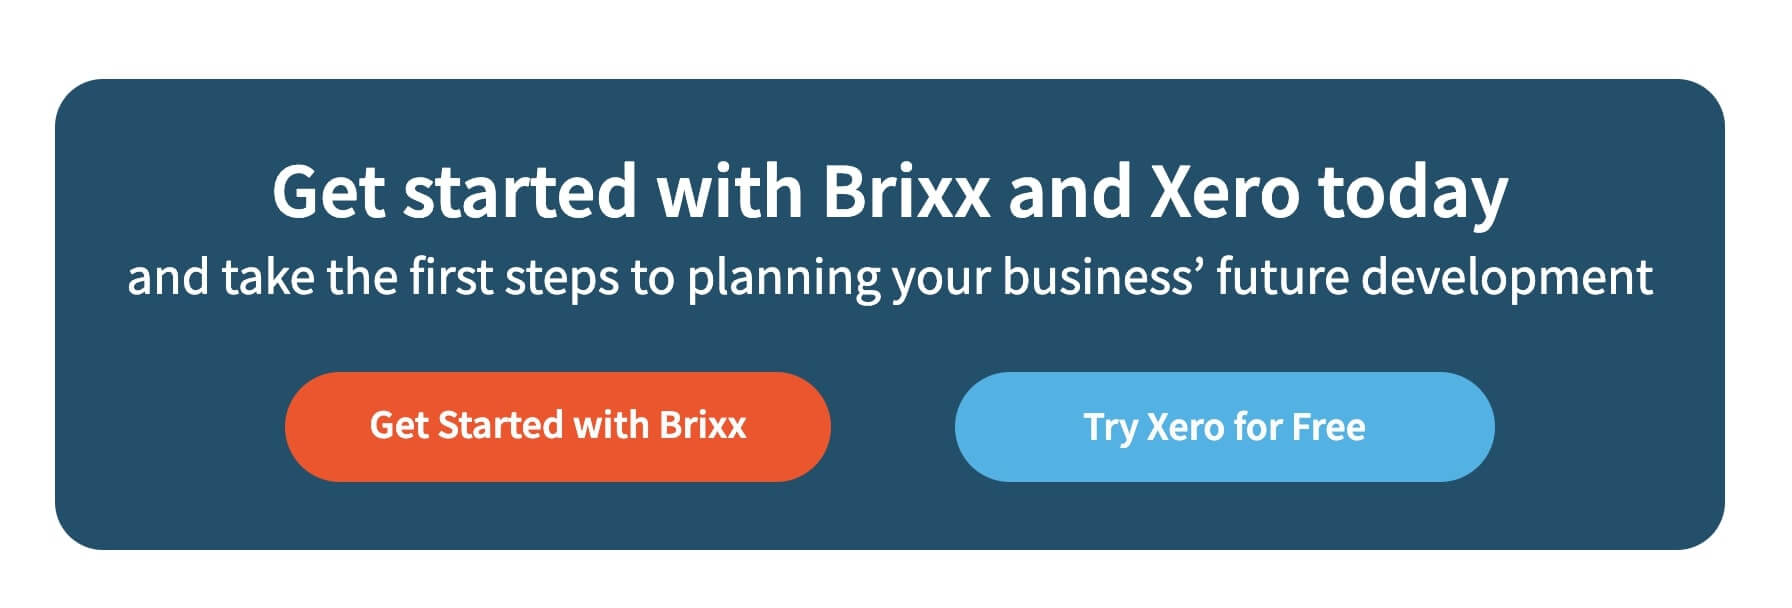 Get started with Brixx and Xero today
and take the first steps to planning your business’ future development
Get Started with Brixx
Try Xero for Free